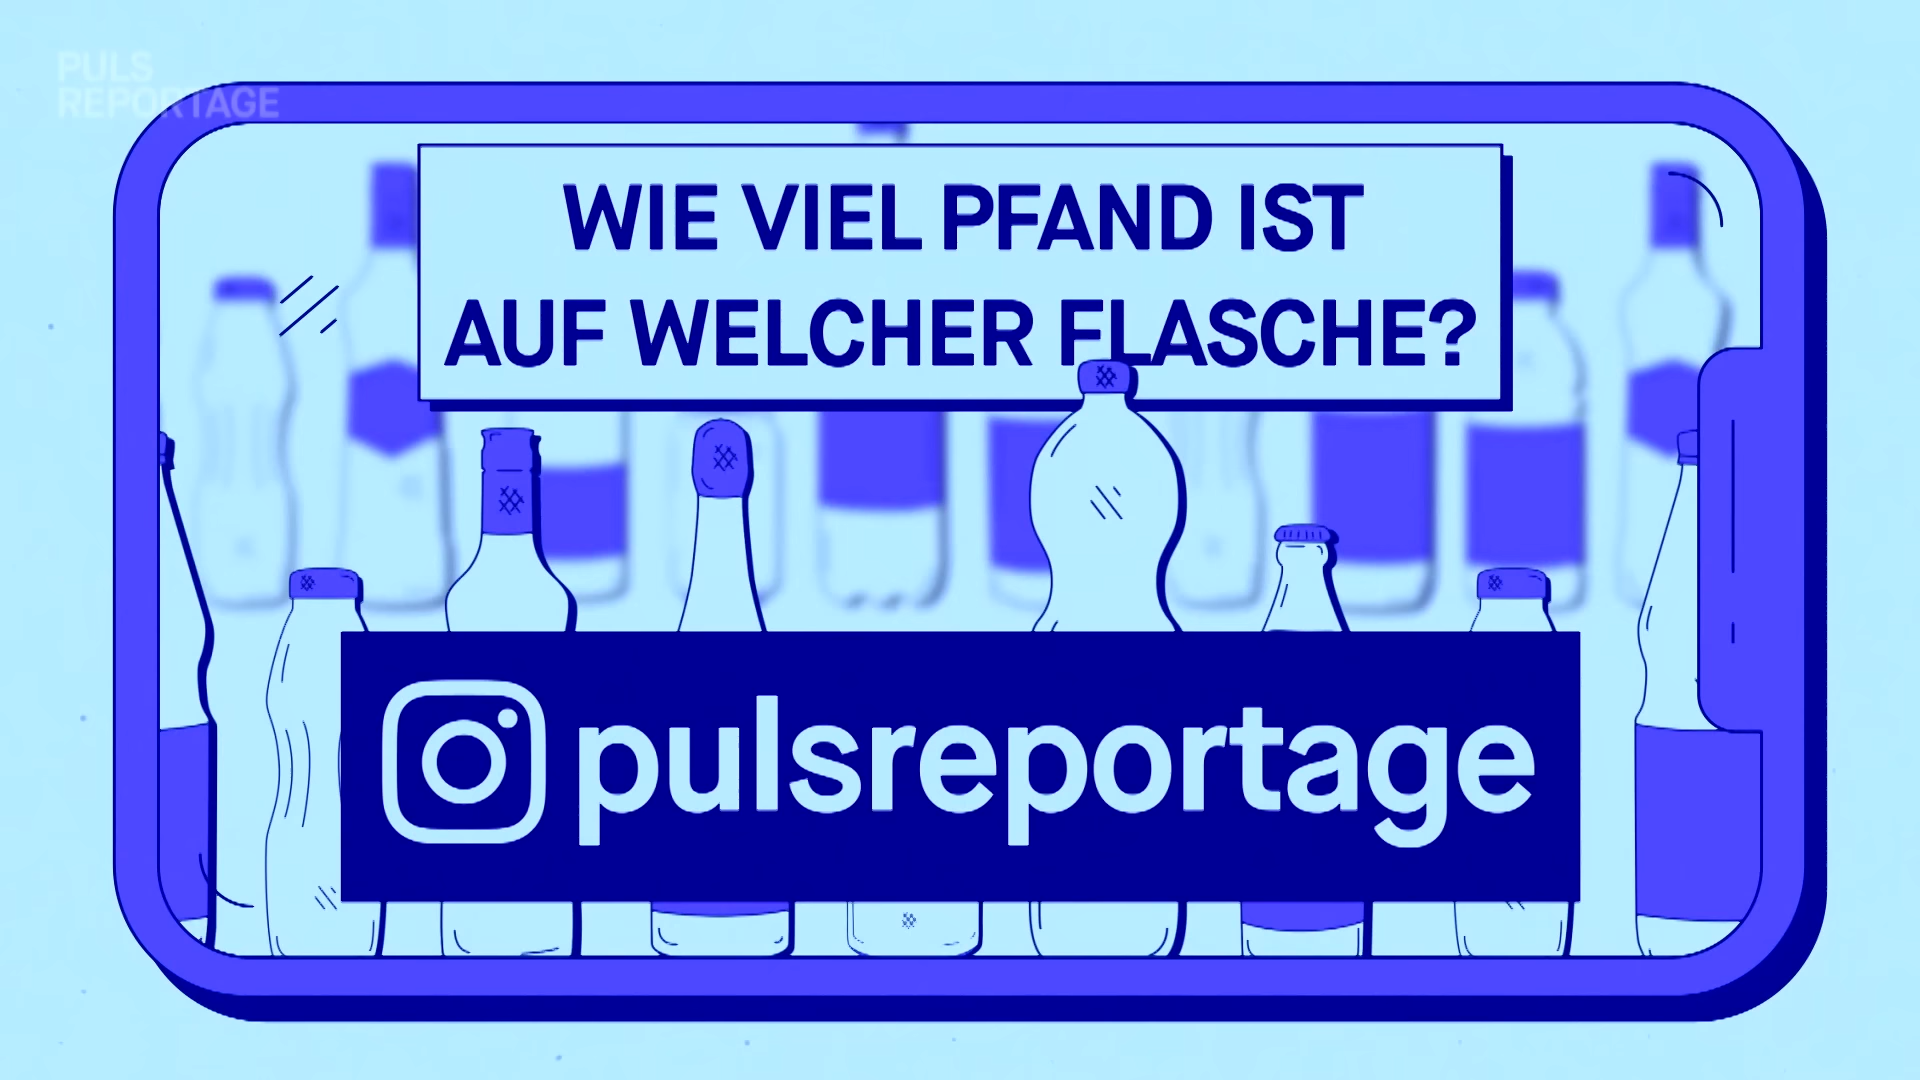 PULS
REPORTAGE
WIE VIEL PFAND IST
AUF WELCHER FLASCHE?
pulsreportage